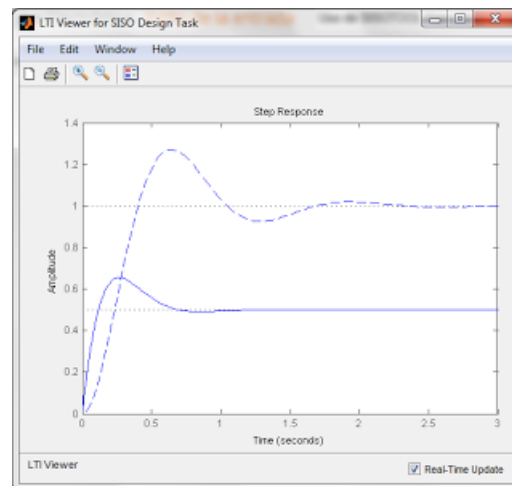 LTI Viewer for SISO Design Task
File Edit Window Help
Step Response
1.4
1.2
1
0.8
0.6
0.4
0.2
0
Amplitude
0 0.5 1 1.5 2 2.5 3
Time (seconds)
LTI Viewer
Real-Time Update